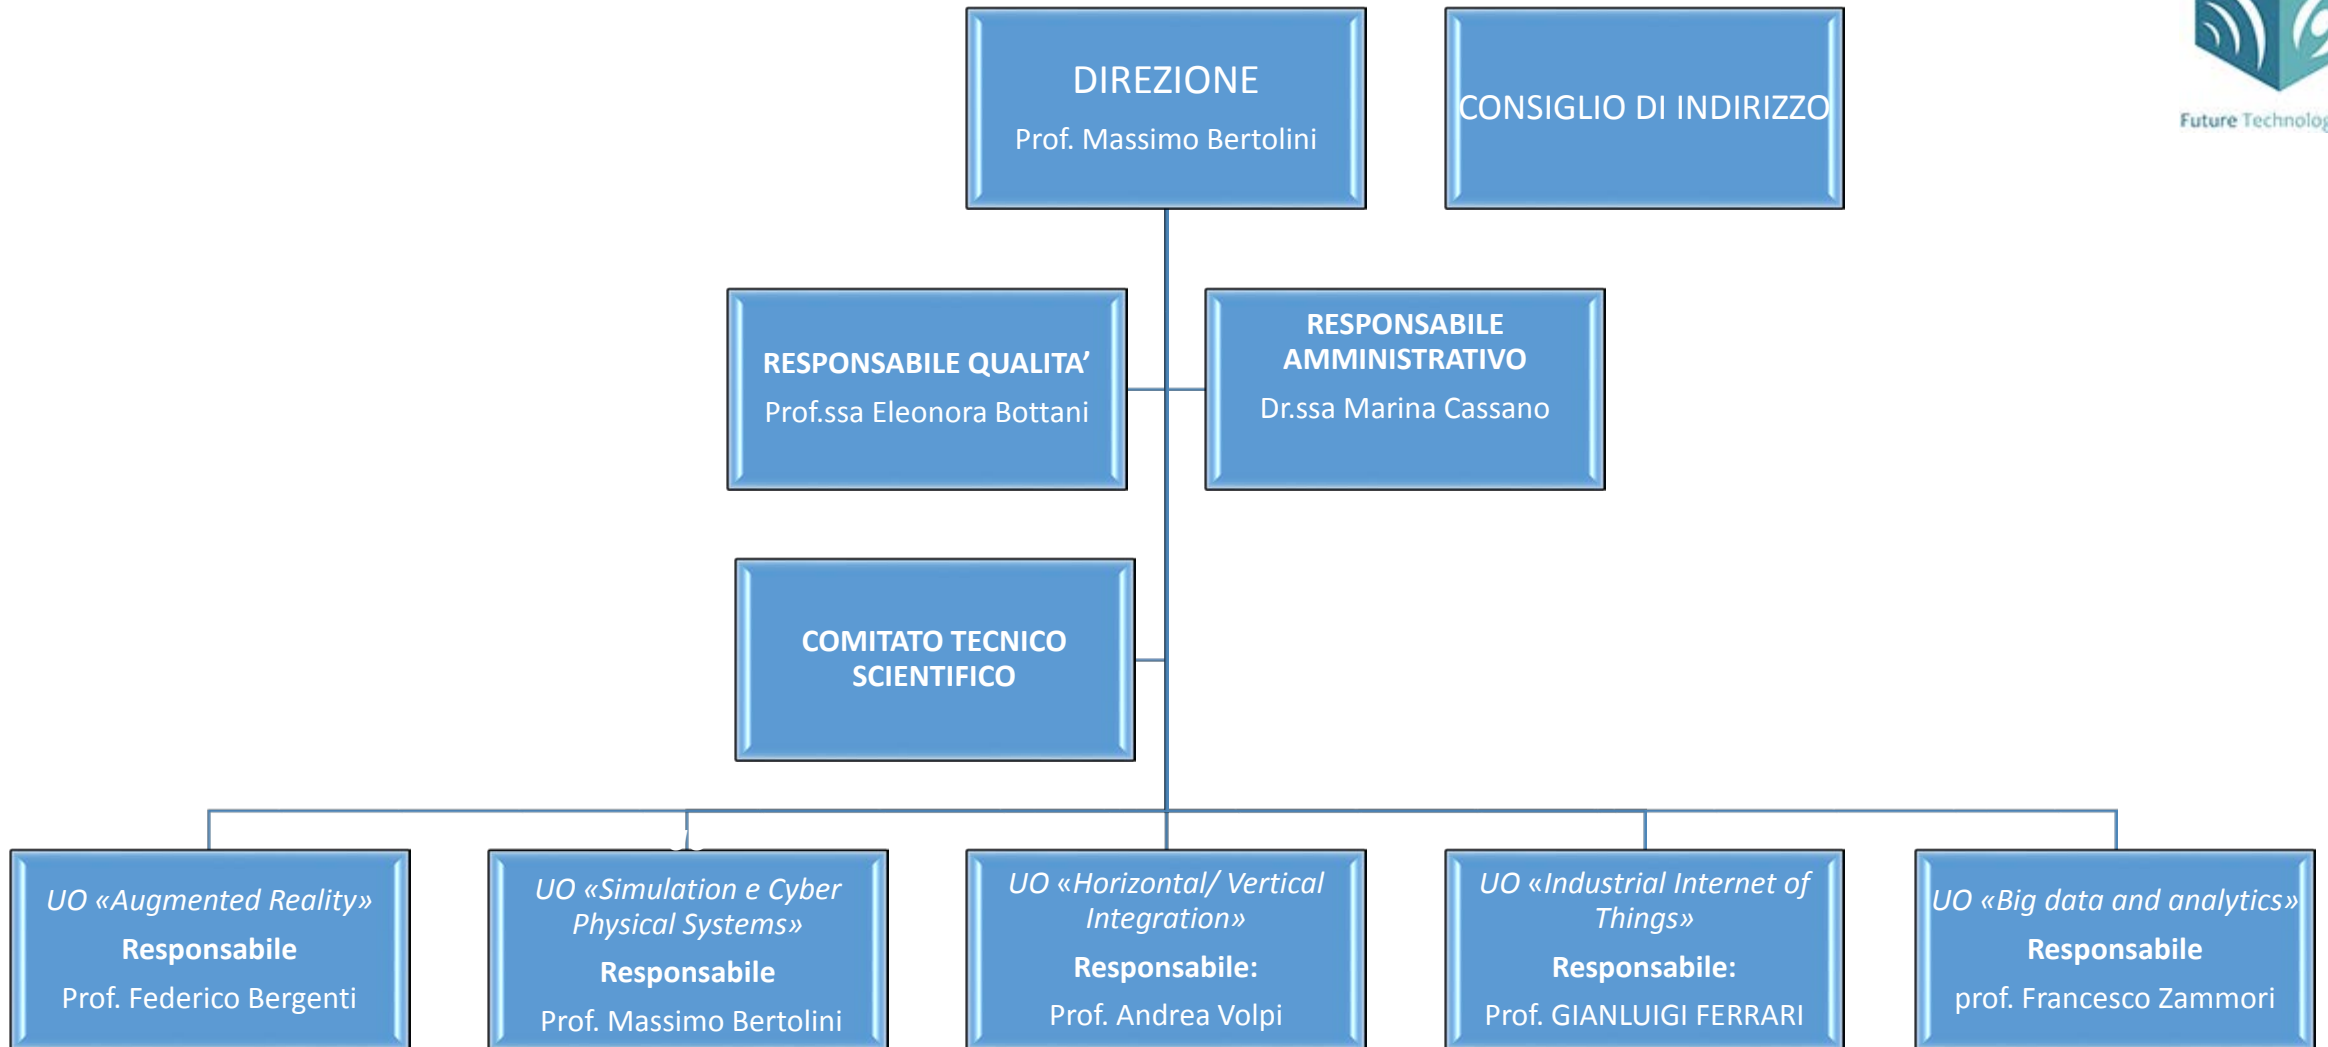 DIREZIONE
Prof. Massimo Bertolini
CONSIGLIO DI INDIRIZZO
Future
RESPONSABILE QUALITA’
Prof.ssa Eleonora Bottani
RESPONSABILE
AMMINISTRATIVO
Dr.ssa Marina Cassano
COMITATO TECNICO
SCIENTIFICO
UO «Augmented Reality»
Responsabile
Prof. Federico Bergenti
UO «Simulation e Cyber
Physical Systems»
Responsabile
Prof. Massimo Bertolini
UO «Horizontal/ Vertical
Integration»
Responsabile:
Prof. Andrea Volpi
UO «Industrial Internet of
Things»
Responsabile:
Prof. GIANLUIGI FERRARI
UO «Big data and analytics»
Responsabile
prof. Francesco Zammori